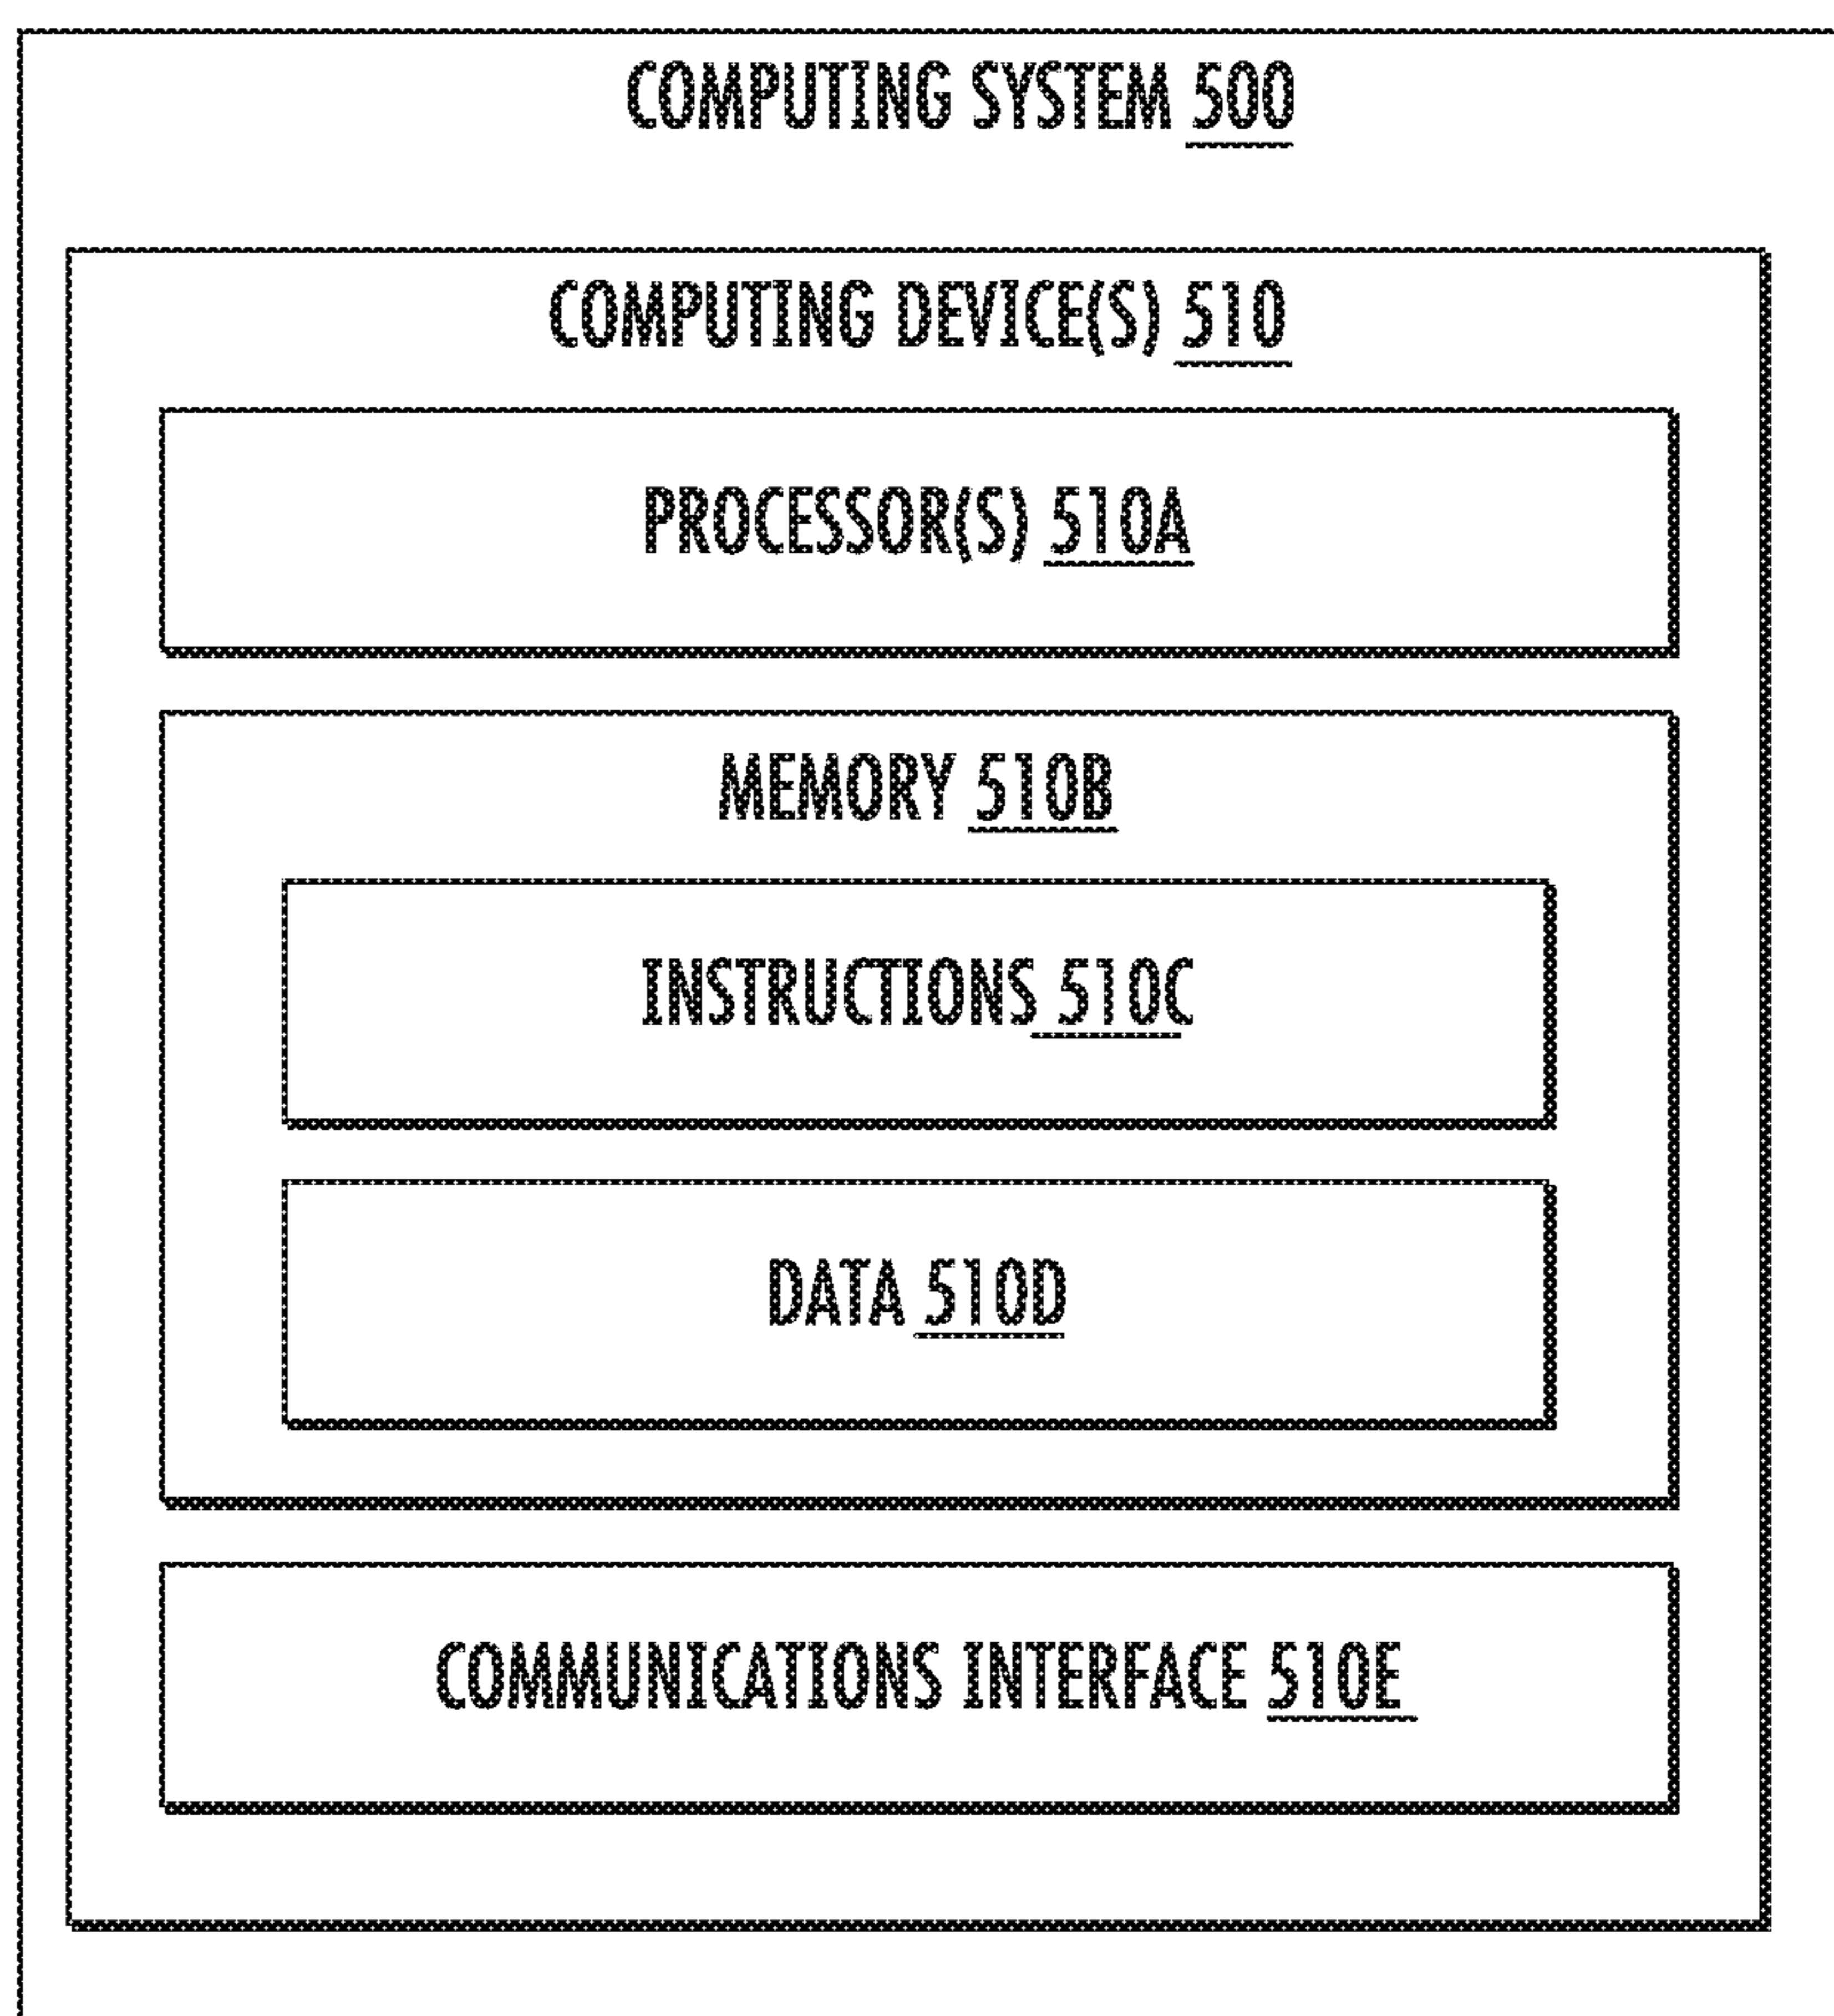 COMPUTING SYSTEM 500
COMPUTING DEVICE(S) 510
PROCESSOR(S) 510A
MEMORY 510B
INSTRUCTIONS 510C
DATA 510D
COMMUNICATIONS INTERFACE 510E